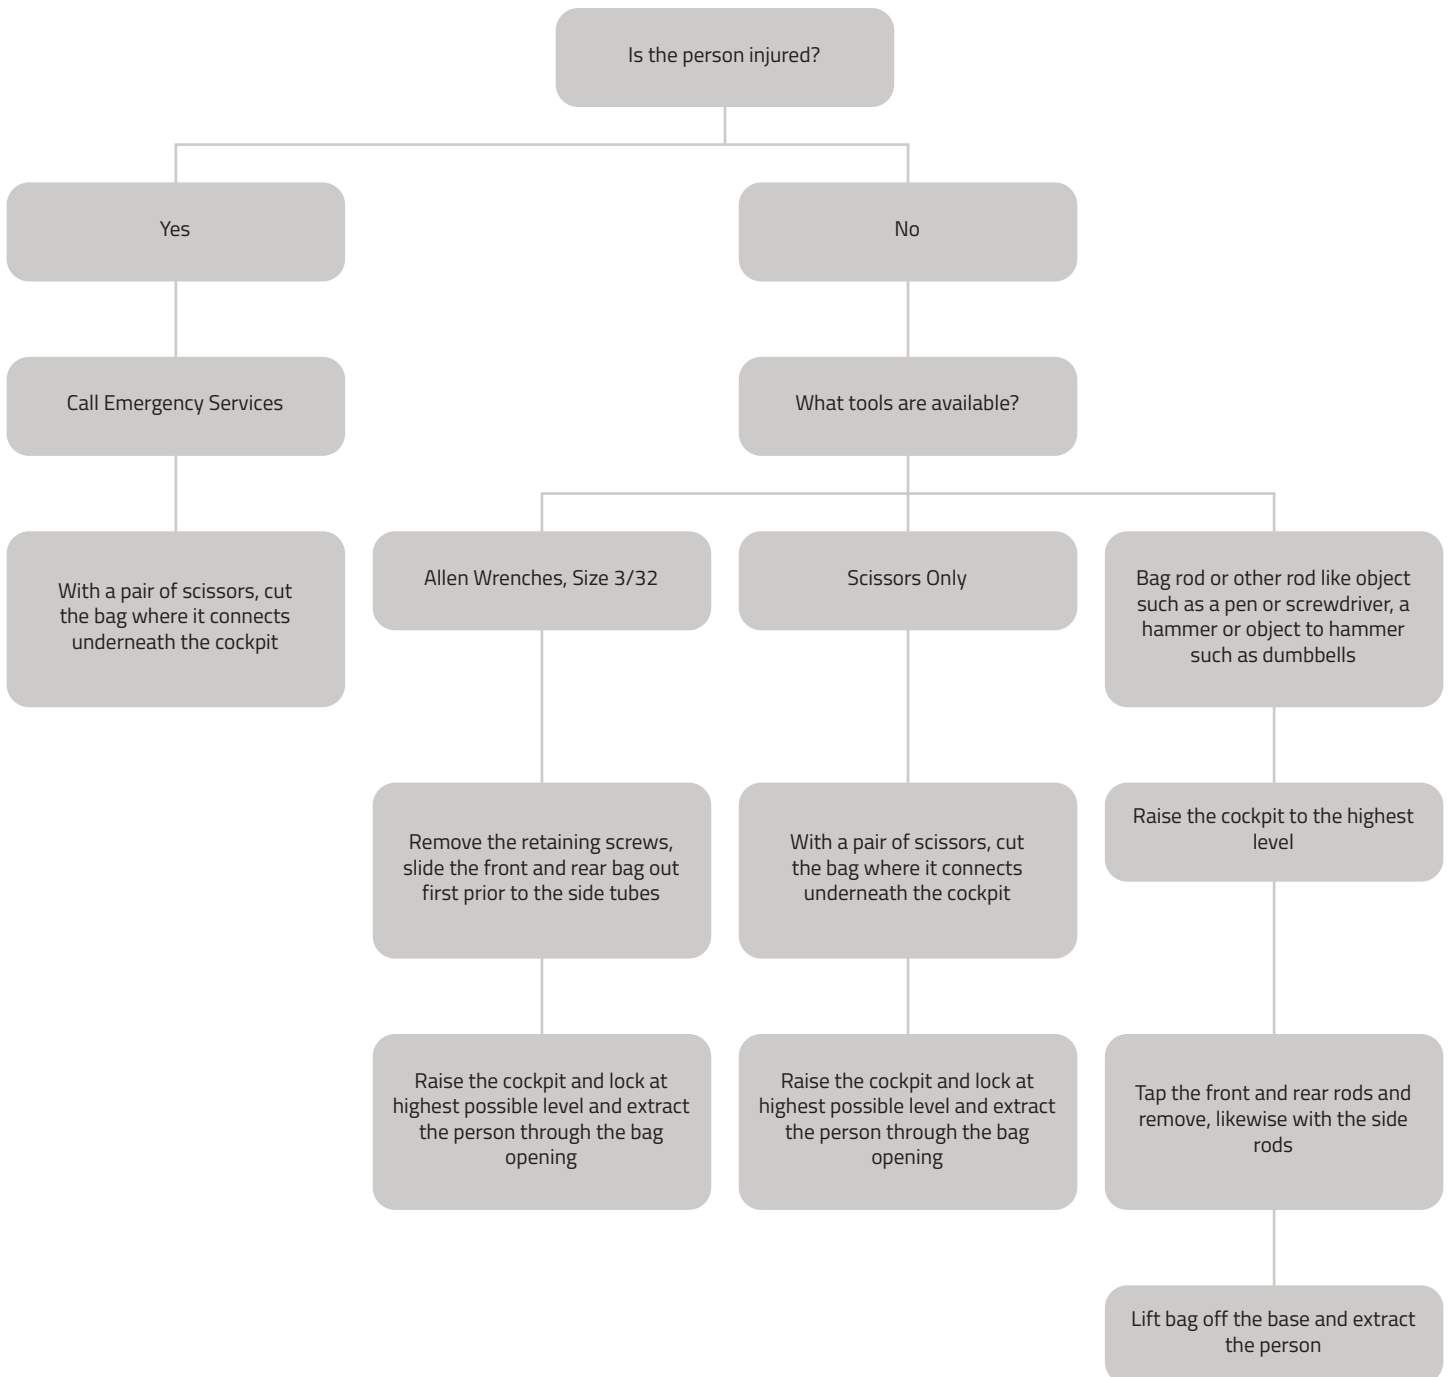 Is the person injured?
Yes
No
Call Emergency Services
What tools are available?
With a pair of scissors, cut
the bag where it connects
underneath the cockpit
Allen Wrenches, Size 3/32
Scissors Only
Bag rod or other rod like object
such as a pen or screwdriver, a
hammer or object to hammer
such as dumbbells
Remove the retaining screws,
slide the front and rear bag out
first prior to the side tubes
With a pair of scissors, cut
the bag where it connects
underneath the cockpit
Raise the cockpit to the highest
level
Raise the cockpit and lock at
highest possible level and extract
the person through the bag
opening
Raise the cockpit and lock at
highest possible level and extract
the person through the bag
opening
Tap the front and rear rods and
remove, likewise with the side
rods
Lift bag off the base and extract
the person